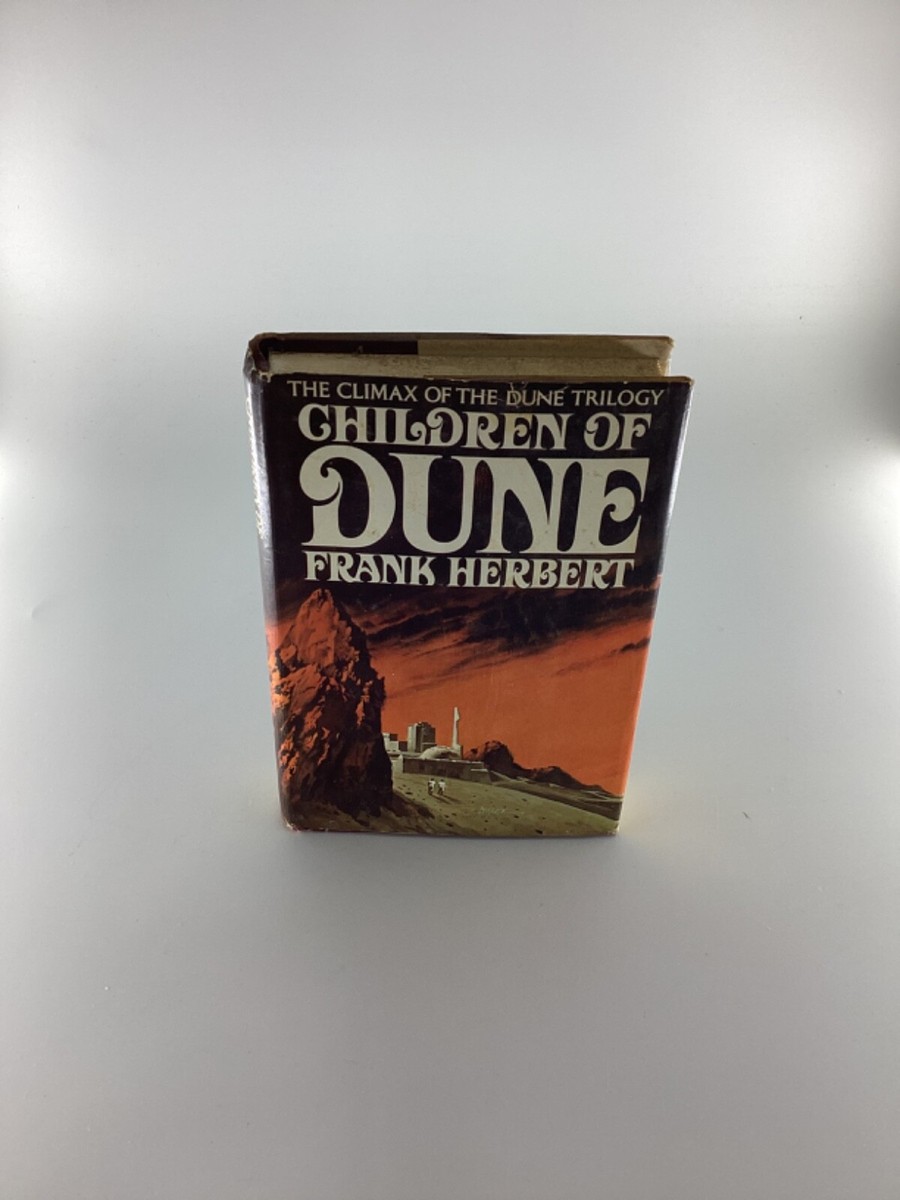 THE CLIMAX OF THE DUNE TRILOGY
CHILDREN OF
DUNE
FRANK HERBERT